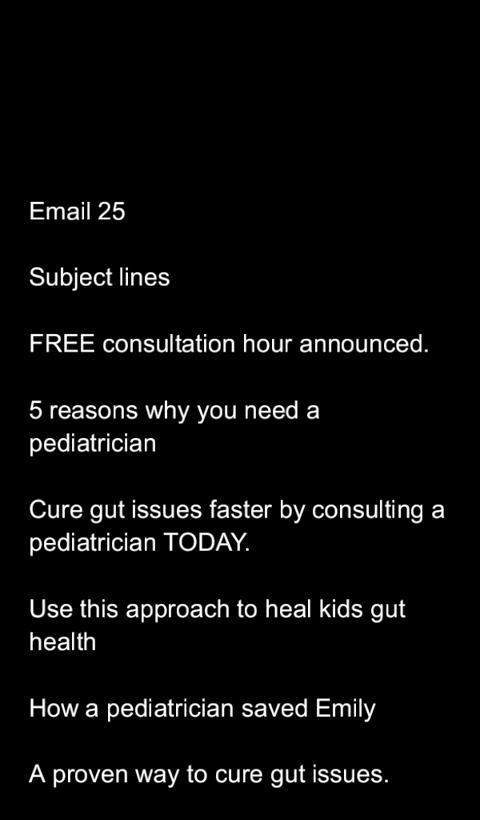 Email 25
Subject lines
FREE consultation hour announced.
5 reasons why you need a
pediatrician
Cure gut issues faster by consulting a
pediatrician TODAY.
Use this approach to heal kids gut
health
How a pediatrician saved Emily
A proven way to cure gut issues.